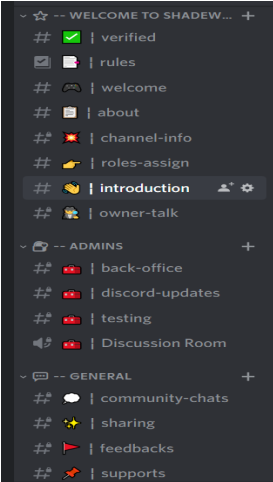 -- WELCOME TO SHADEW...
| verified
| rules
| welcome
| about
| channel-info
| roles-assign
| introduction
| owner-talk
-- ADMINS
| back-office
| discord-updates
| testing
| Discussion Room
-- GENERAL
| community-chats
| sharing
| feedbacks
| supports